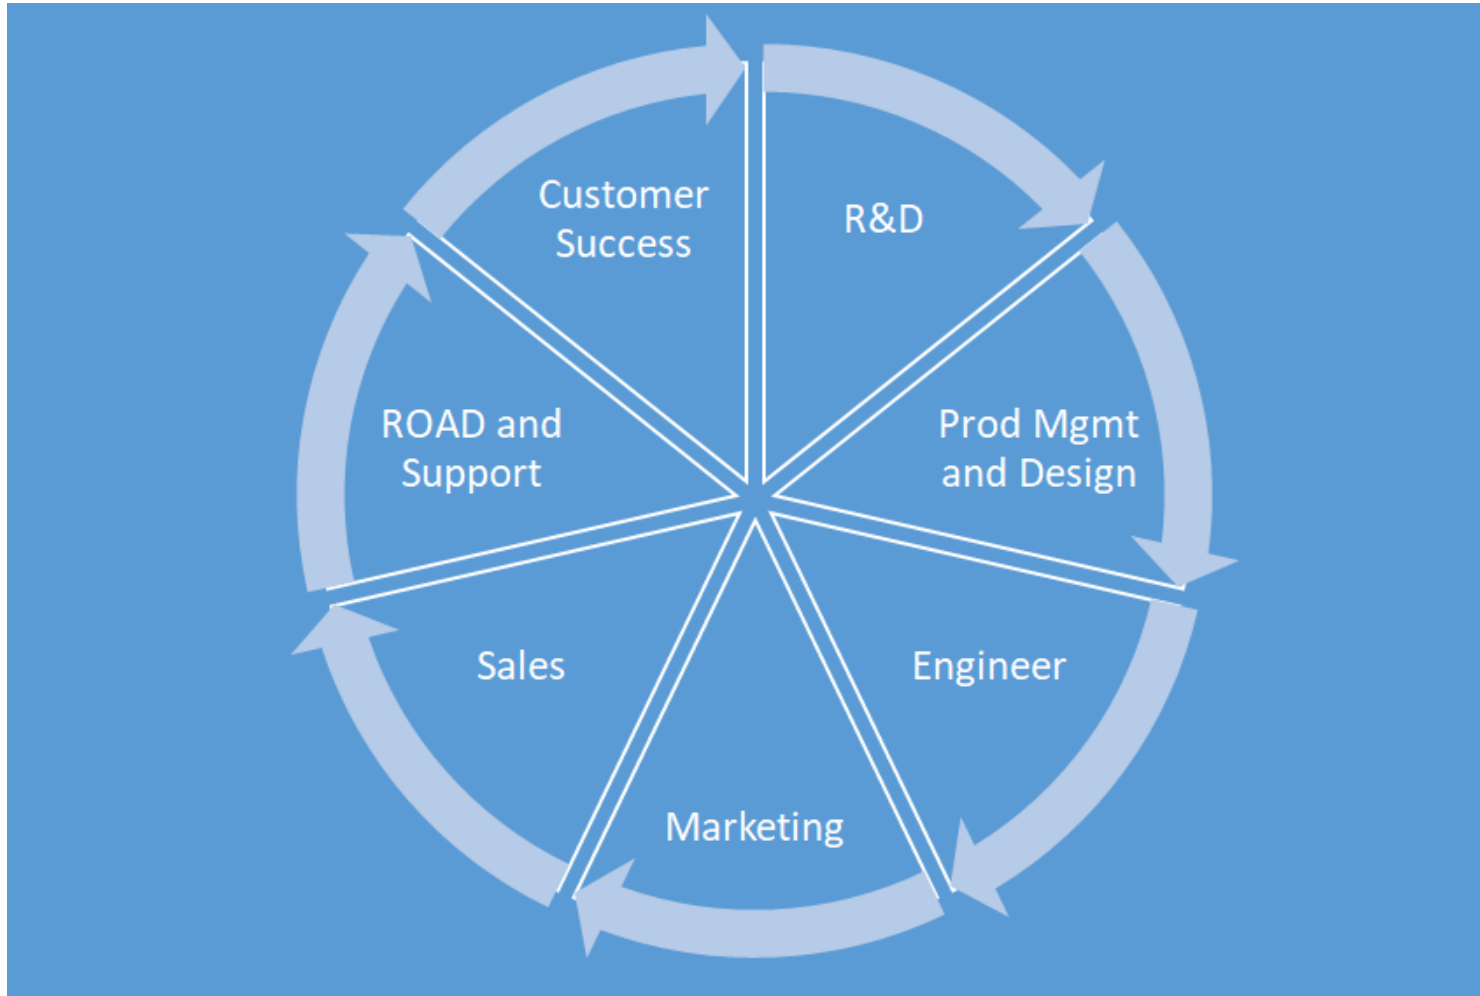 Customer
Success
R&D
ROAD and
Support
Prod Mgmt
and Design
Sales
Engineer
Marketing